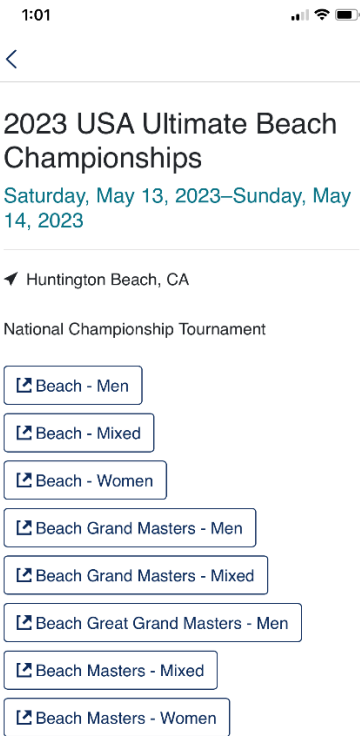 1:01
2023 USA Ultimate Beach
Championships
Saturday, May 13, 2023–Sunday, May
14, 2023
Huntington Beach, CA
National Championship Tournament
Beach - Men
Beach - Mixed
Beach - Women
Beach Grand Masters - Men
Beach Grand Masters - Mixed
Beach Great Grand Masters - Men
Beach Masters - Mixed
Beach Masters - Women